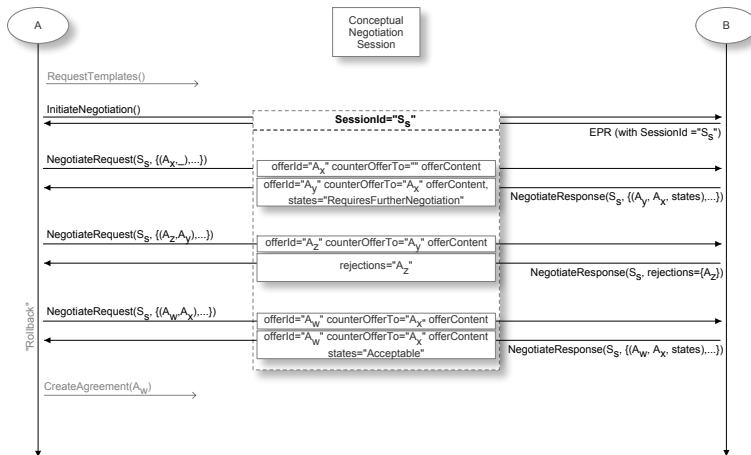 A
Conceptual
Negotiation
Session
B
RequestTemplates()
InitiateNegotiation()
SessionId="Ss"
EPR (with SessionId ="Ss")
NegotiateRequest(Ss, {(Ax,_),...})
offerId="Ax" counterOfferTo="" offerContent
offerId="Ay" counterOfferTo="Ax" offerContent,
states="RequiresFurtherNegotiation"
NegotiateResponse(Ss, {(Ay, Ax, states),...})
NegotiateRequest(Ss, {(Az,Ay),...})
offerId="Az" counterOfferTo="Ay" offerContent
rejections="Az"
NegotiateResponse(Ss, rejections={Az})
"Rollback"
NegotiateRequest(Ss, {(Aw,Ax),...})
offerId="Aw" counterOfferTo="Ax" offerContent
offerId="Aw" counterOfferTo="Ax" offerContent
states="Acceptable"
NegotiateResponse(Ss, {(Aw, Ax, states),...})
CreateAgreement(Aw)